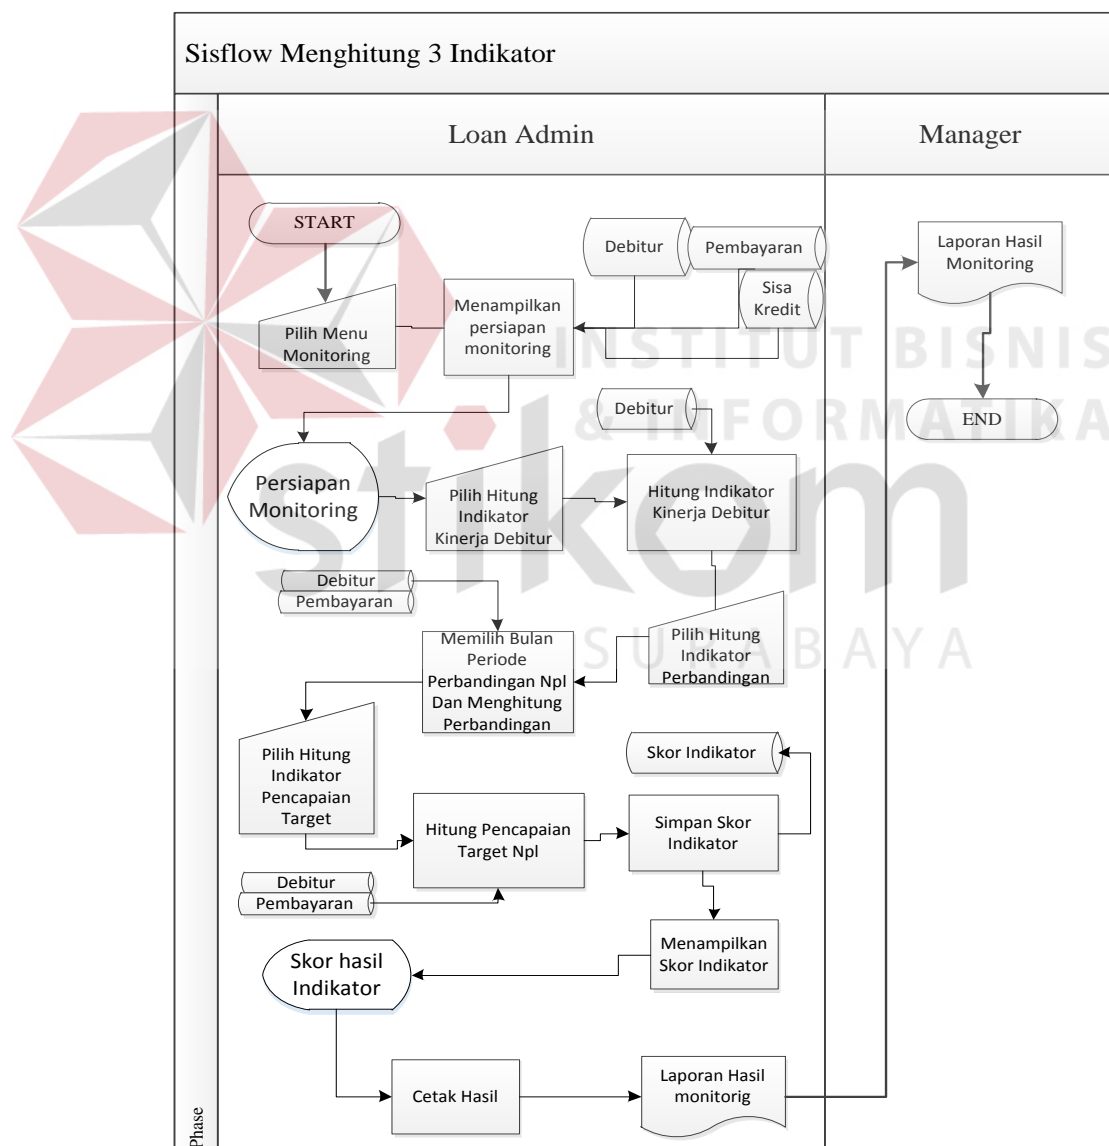 Sisflow Menghitung 3 Indikator
Loan Admin
Manager
START
Debitur
Pembayaran
Sisa
Kredit
Pilih Menu
Monitoring
Menampilkan
persiapan
monitoring
Laporan Hasil
Monitoring
END
INSTITUT BISNIS
& INFORMATIKA
stikom
SURABAYA
Debitur
Persiapan
Monitoring
Pilih Hitung
Indikator
Kinerja Debitur
Hitung Indikator
Kinerja Debitur
Debitur
Pembayaran
Memilih Bulan
Periode
Perbandingan Npl
Dan Menghitung
Perbandingan
Pilih Hitung
Indikator
Perbandingan
Pilih Hitung
Indikator
Pencapaian
Target
Skor Indikator
Hitung Pencapaian
Target Npl
Simpan Skor
Indikator
Debitur
Pembayaran
Menampilkan
Skor Indikator
Skor hasil
Indikator
Cetak Hasil
Laporan Hasil
monitorig
Phase